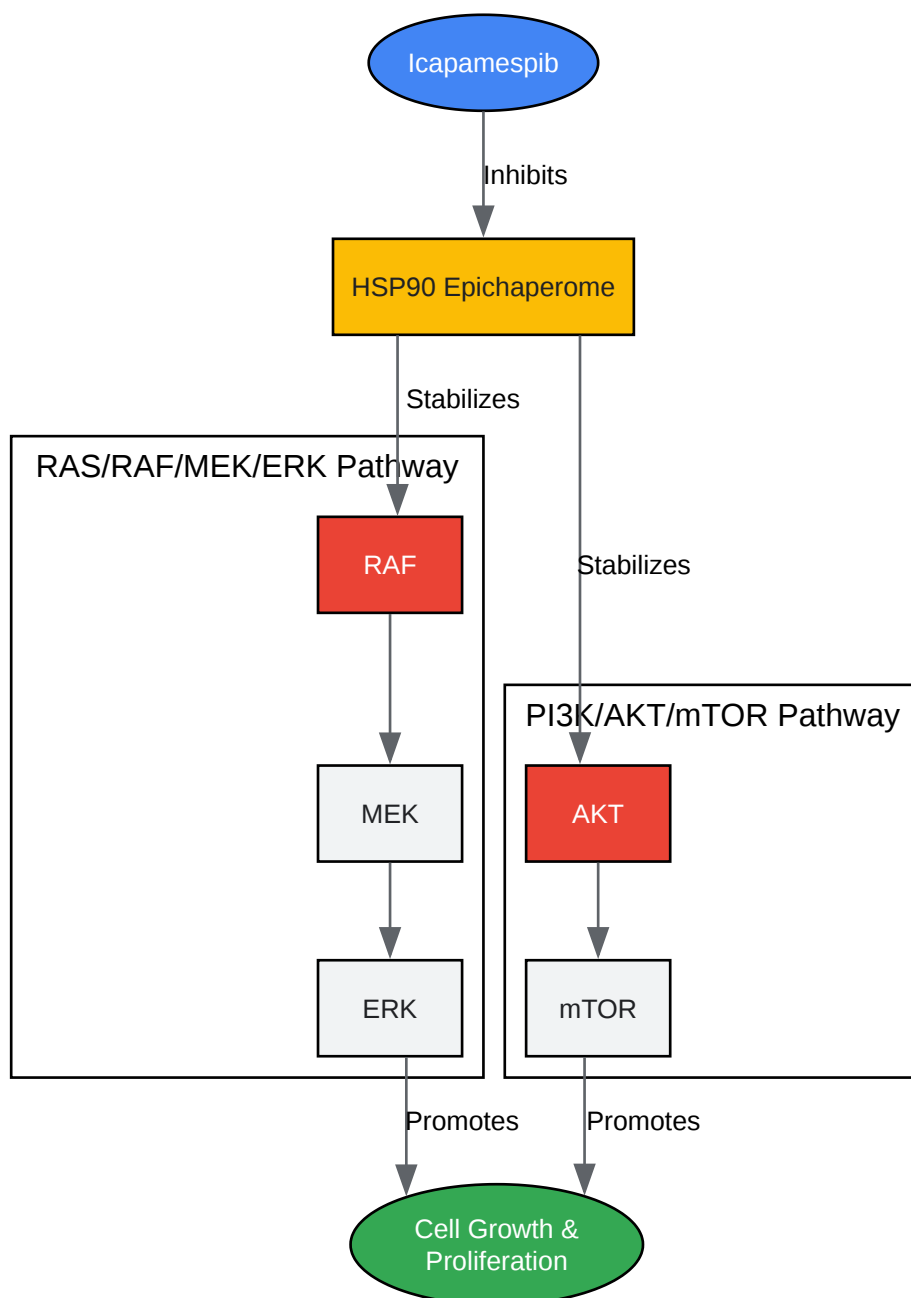 Icapamespib
Inhibits
HSP90 Epichaperome
Stabilizes
RAS/RAF/MEK/ERK Pathway
RAF
Stabilizes
PI3K/AKT/mTOR Pathway
MEK
AKT
ERK
mTOR
Promotes
Promotes
Cell Growth &
Proliferation